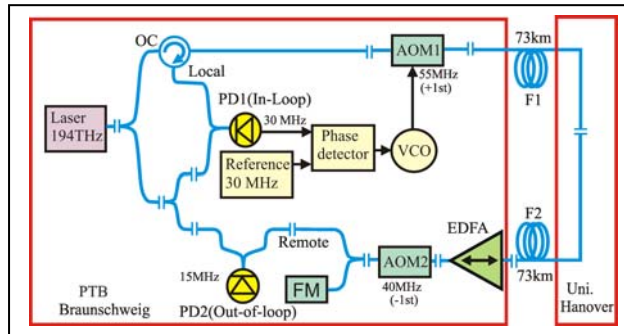 OC
Local
Laser
194THz
PD1(In-Loop)
30 MHz
Reference
30 MHz
Phase
detector
VCO
AOM1
55MHz
(+1st)
73km
F1
F2
73km
EDFA
AOM2
40MHz
(-1st)
Remote
FM
15MHz
PD2(Out-of-loop)
PTB
Braunschweig
Uni.
Hanover